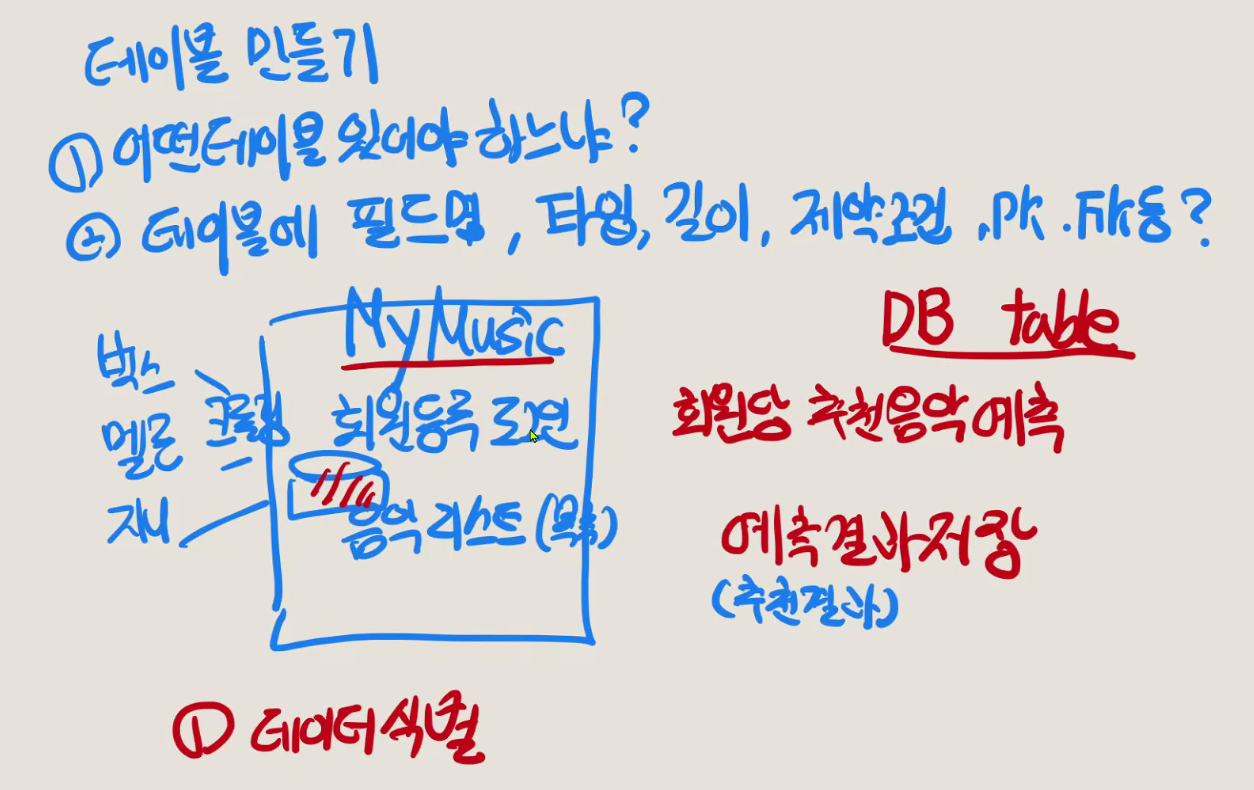 테이블 만들기
① 어떤테이블 있어야 하느냐?
② 테이블에 필드명, 타입, 길이, 제약조건, PK, FK 등?
My Music
DB table
벅스
멜론
지니
크롤링
회원등록 로그인
음악 리스트 (목록)
회원당 추천음악예측
예측결과저장
(추천결과)
① 데이터식별